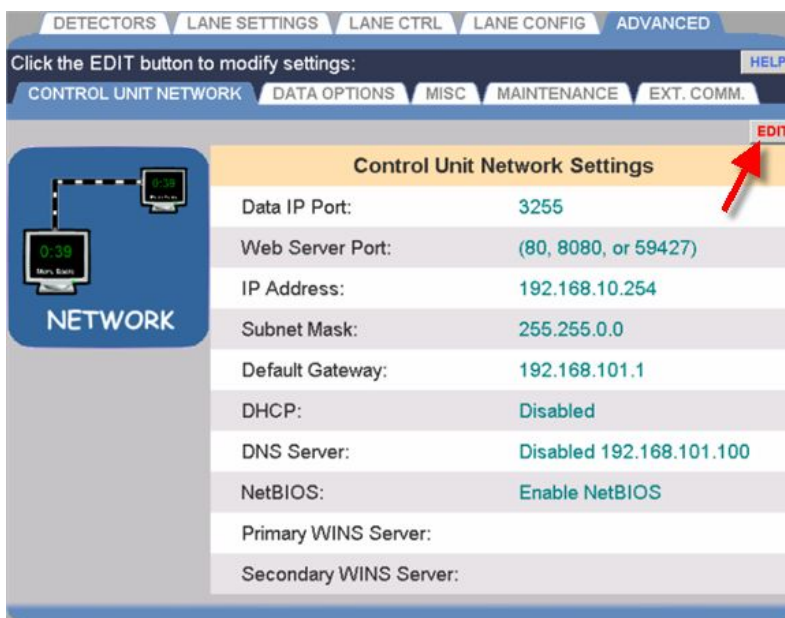 DETECTORS LANE SETTINGS LANE CTRL LANE CONFIG ADVANCED
Click the EDIT button to modify settings: HELP
CONTROL UNIT NETWORK DATA OPTIONS MISC MAINTENANCE EXT. COMM.
EDIT
Control Unit Network Settings
0:39
Data IP Port: 3255
0:39
Web Server Port: (80, 8080, or 59427)
IP Address: 192.168.10.254
NETWORK
Subnet Mask: 255.255.0.0
Default Gateway: 192.168.101.1
DHCP: Disabled
DNS Server: Disabled 192.168.101.100
NetBIOS: Enable NetBIOS
Primary WINS Server:
Secondary WINS Server: